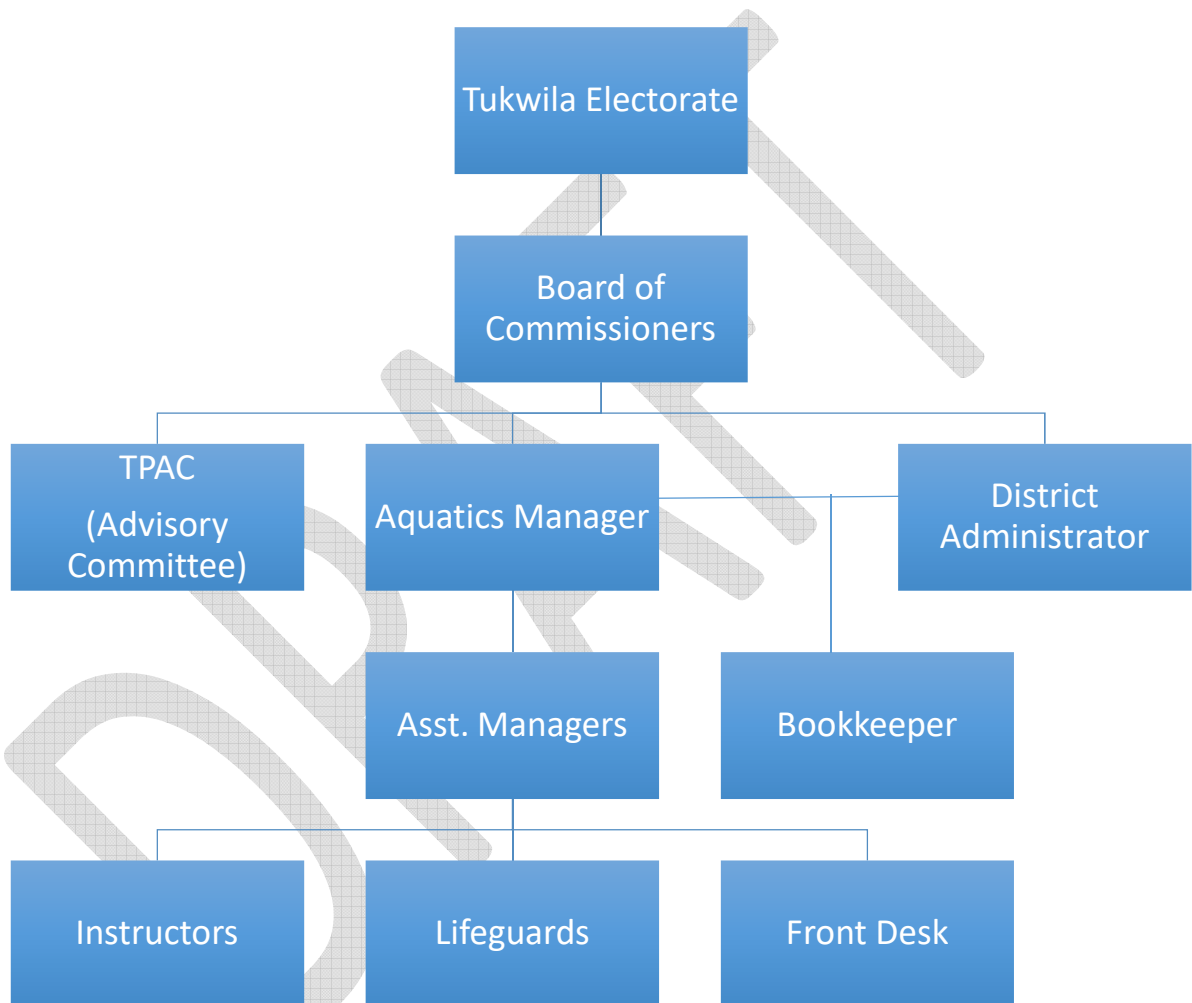 Tukwila Electorate
Board of
Commissioners
TPAC
(Advisory
Committee)
Aquatics Manager
District
Administrator
Asst. Managers
Bookkeeper
Instructors
Lifeguards
Front Desk
DRAFT